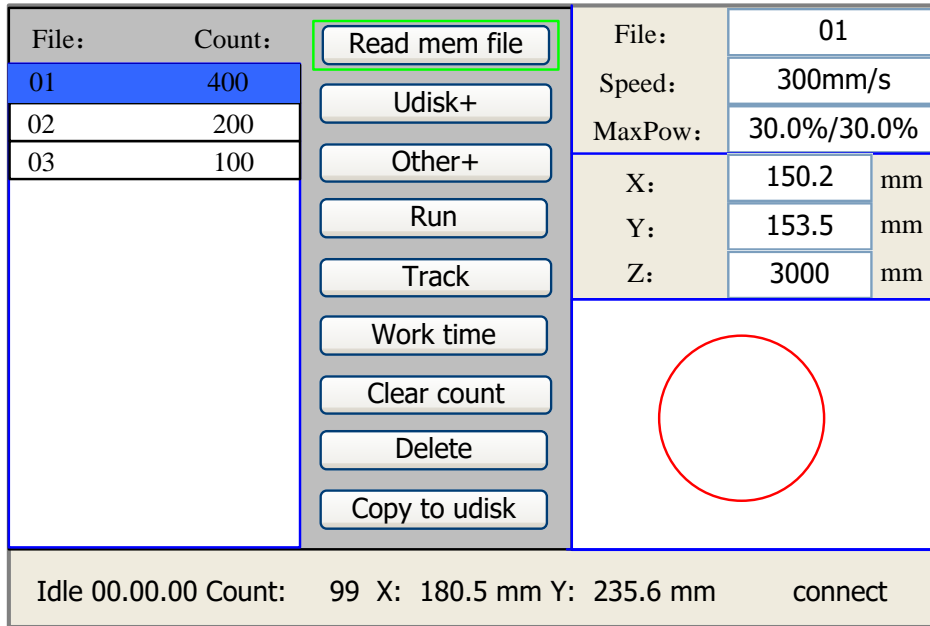 File： Count：
01 400
02 200
03 100
Read mem file
Udisk+
Other+
Run
Track
Work time
Clear count
Delete
Copy to udisk
File： 01
Speed： 300mm/s
MaxPow： 30.0%/30.0%
X： 150.2 mm
Y： 153.5 mm
Z： 3000 mm
Idle 00.00.00 Count: 99 X: 180.5 mm Y: 235.6 mm connect